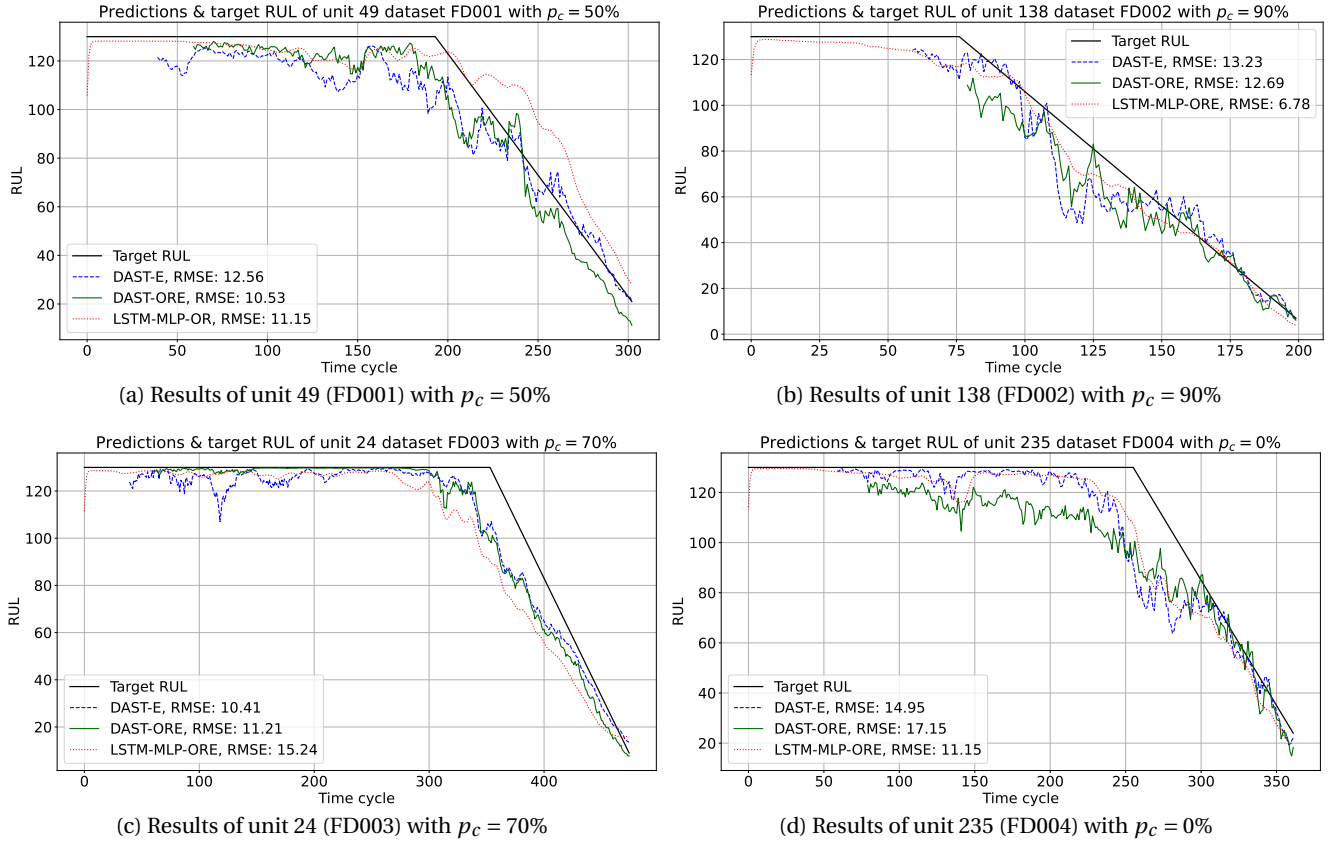 Predictions & target RUL of unit 49 dataset FD001 with p_c = 50%
RUL
120
100
80
60
40
20
Target RUL
DAST-E, RMSE: 12.56
DAST-ORE, RMSE: 10.53
LSTM-MLP-OR, RMSE: 11.15
0 50 100 150 200 250 300
Time cycle
(a) Results of unit 49 (FD001) with p_c = 50%
Predictions & target RUL of unit 138 dataset FD002 with p_c = 90%
RUL
120
100
80
60
40
20
0
Target RUL
DAST-E, RMSE: 13.23
DAST-ORE, RMSE: 12.69
LSTM-MLP-ORE, RMSE: 6.78
0 25 50 75 100 125 150 175 200
Time cycle
(b) Results of unit 138 (FD002) with p_c = 90%
Predictions & target RUL of unit 24 dataset FD003 with p_c = 70%
RUL
120
100
80
60
40
20
Target RUL
DAST-E, RMSE: 10.41
DAST-ORE, RMSE: 11.21
LSTM-MLP-ORE, RMSE: 15.24
0 100 200 300 400
Time cycle
(c) Results of unit 24 (FD003) with p_c = 70%
Predictions & target RUL of unit 235 dataset FD004 with p_c = 0%
RUL
120
100
80
60
40
20
Target RUL
DAST-E, RMSE: 14.95
DAST-ORE, RMSE: 17.15
LSTM-MLP-ORE, RMSE: 11.15
0 50 100 150 200 250 300 350
Time cycle
(d) Results of unit 235 (FD004) with p_c = 0%